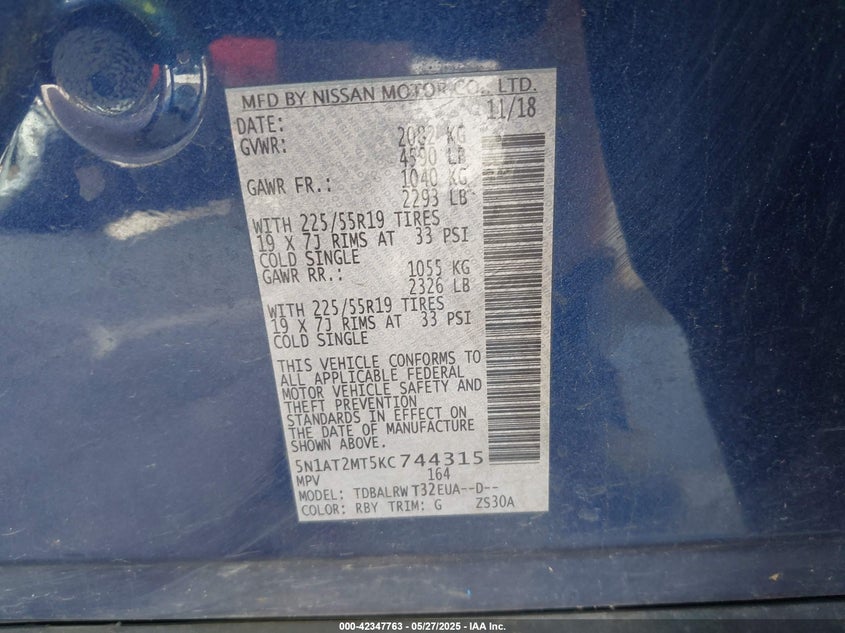 MFD BY NISSAN MOTOR CO., LTD.
DATE: 11/18
GVWR: 2082 KG
4590 LB
GAWR FR.: 1040 KG
2293 LB
WITH 225/55R19 TIRES
19 X 7J RIMS AT 33 PSI
COLD SINGLE
GAWR RR.: 1055 KG
2326 LB
WITH 225/55R19 TIRES
19 X 7J RIMS AT 33 PSI
COLD SINGLE
THIS VEHICLE CONFORMS TO
ALL APPLICABLE FEDERAL
MOTOR VEHICLE SAFETY AND
THEFT PREVENTION
STANDARDS IN EFFECT ON
THE DATE OF MANUFACTURE
SHOWN ABOVE.
5N1AT2MT5KC744315
MPV 164
MODEL: TDBALRW T32EUA--D--
COLOR: RBY TRIM: G ZS30A
000-42347763 - 05/27/2025 - IAA Inc.